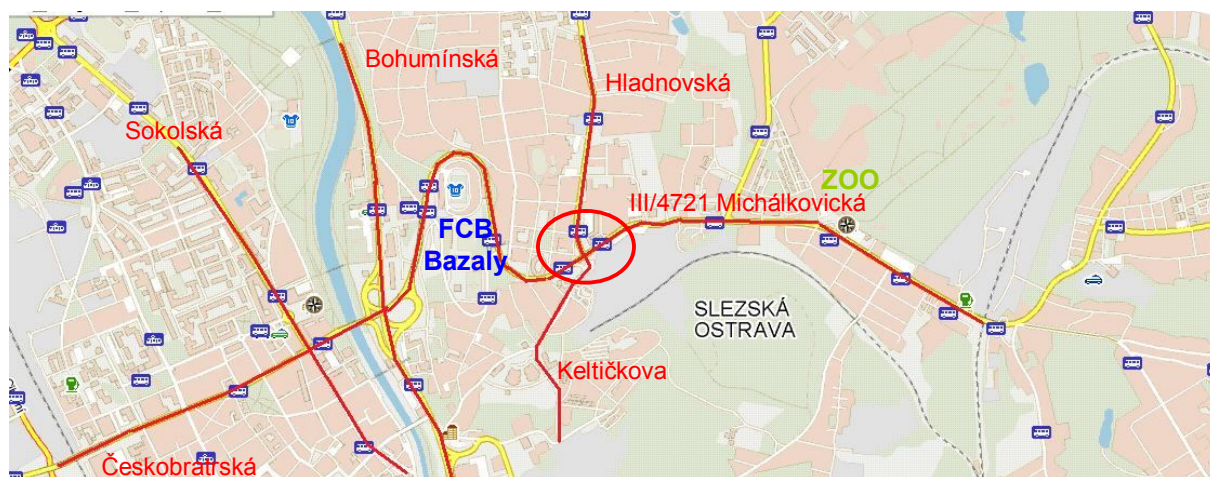 Bohumínská
Hladnovská
Sokolská
ZOO
III/4721 Michálkovická
FCB
Bazaly
SLEZSKÁ
OSTRAVA
Keltičkova
Českobratrská